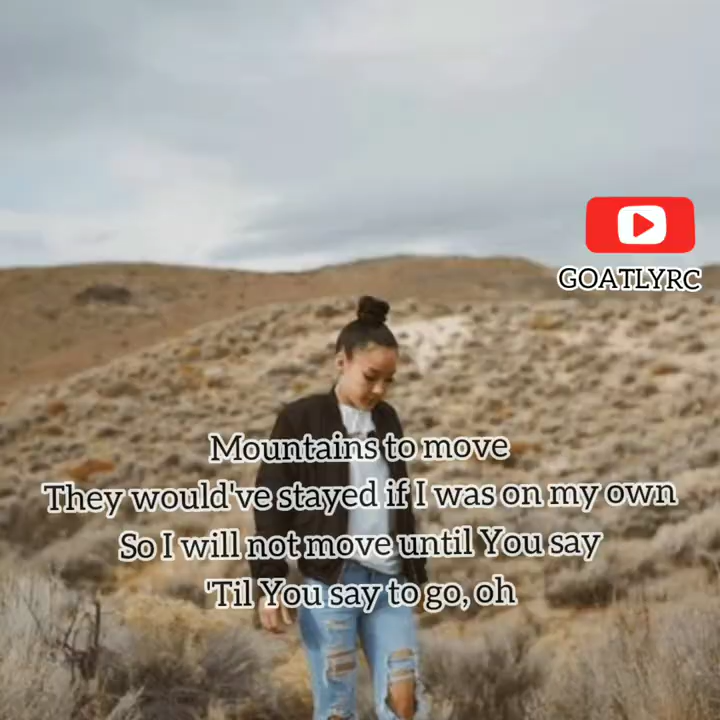 GOATLYRC
Mountains to move
They would've stayed if I was on my own
So I will not move until You say
'Til You say to go, oh